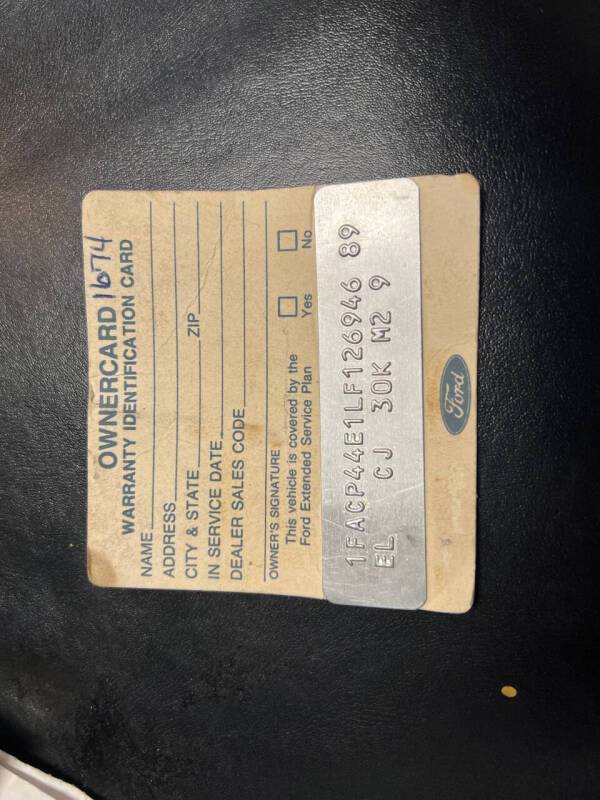 OWNERCARD 1674
WARRANTY IDENTIFICATION CARD
NAME
ADDRESS
CITY & STATE ZIP
IN SERVICE DATE
DEALER SALES CODE
OWNER'S SIGNATURE
This vehicle is covered by the
Ford Extended Service Plan
Yes No
1FACP44E1LF126946 89
EL CJ 30K M2 9
Ford